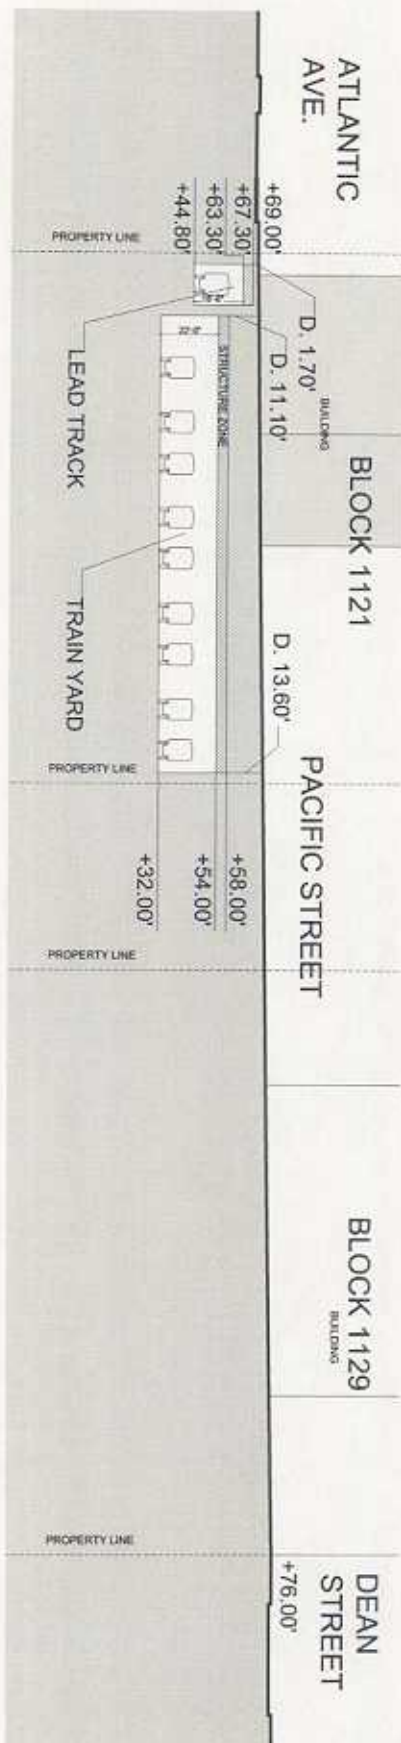 ATLANTIC
AVE.
BLOCK 1121
BUILDING
PACIFIC STREET
BLOCK 1129
BUILDING
DEAN
STREET
+69.00'
+67.30'
+63.30'
+44.80'
D. 1.70'
D. 11.10'
D. 13.60'
+76.00'
STRUCTURE ZONE
22'-0"
+58.00'
+54.00'
+32.00'
PROPERTY LINE
LEAD TRACK
TRAIN YARD
PROPERTY LINE
PROPERTY LINE
PROPERTY LINE